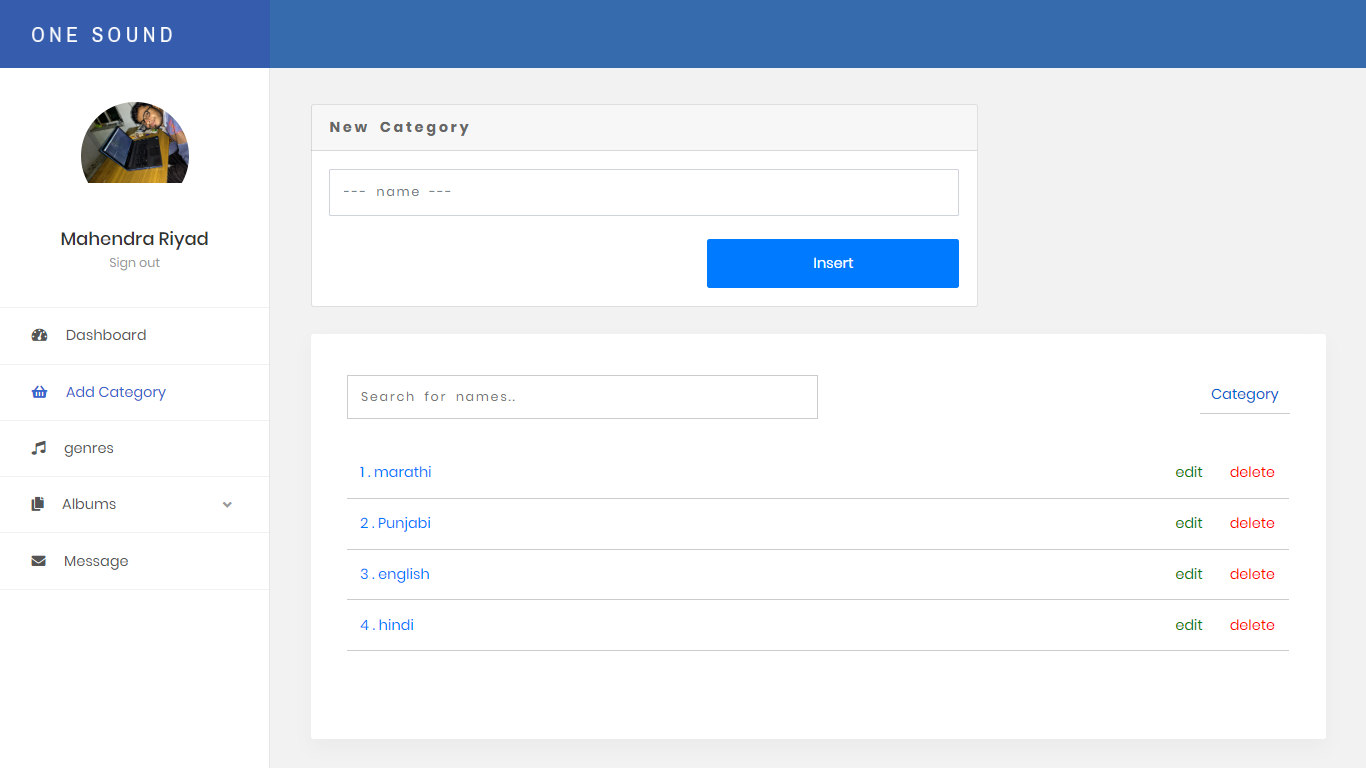 ONE SOUND
Mahendra Riyad
Sign out
Dashboard
Add Category
genres
Albums
Message
New Category
--- name ---
Insert
Search for names..
Category
1 . marathi edit delete
2 . Punjabi edit delete
3 . english edit delete
4 . hindi edit delete